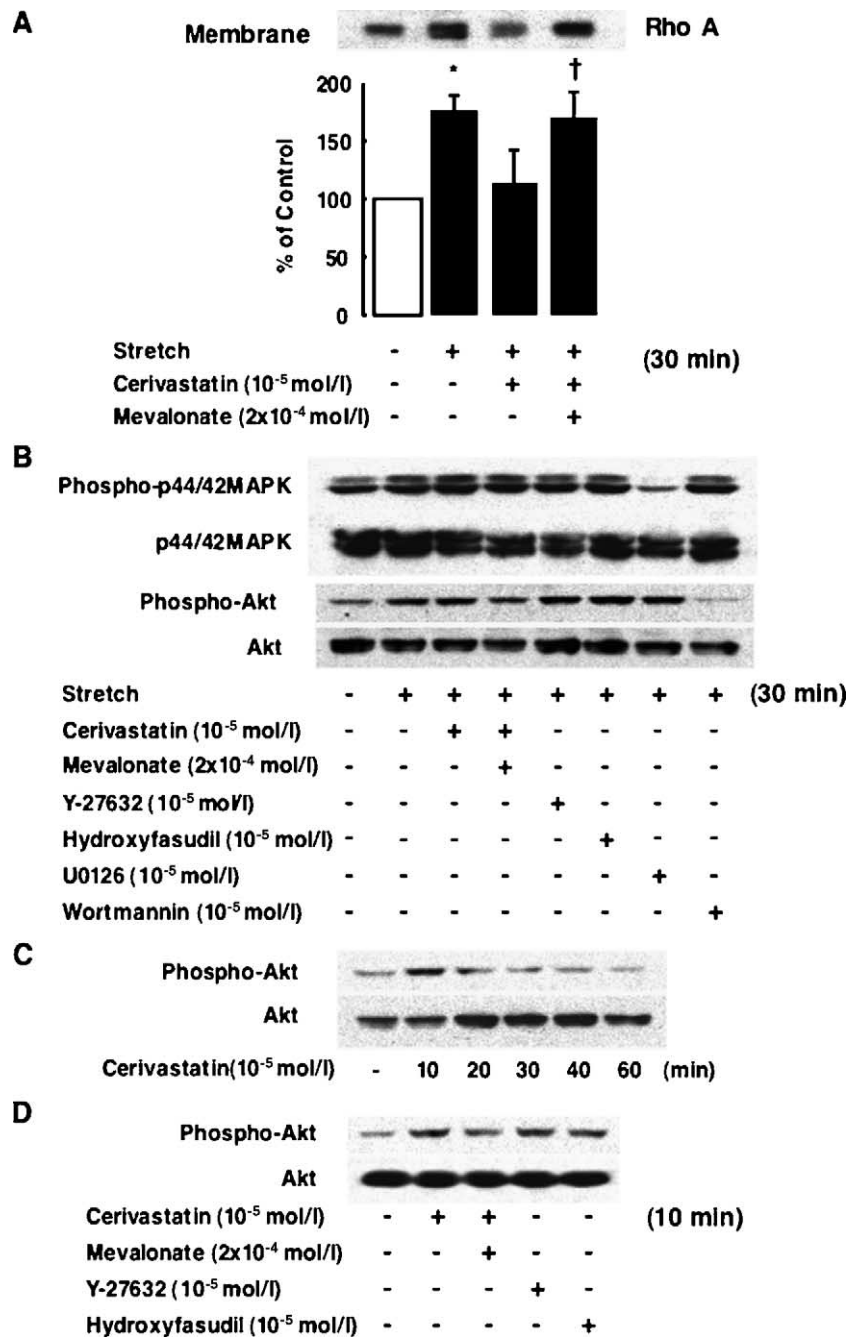 A
Membrane Rho A
* †
200
150
100
50
0
% of Control
Stretch - + + + (30 min)
Cerivastatin (10⁻⁵ mol/l) - - + +
Mevalonate (2x10⁻⁴ mol/l) - - - +
B
Phospho-p44/42MAPK
p44/42MAPK
Phospho-Akt
Akt
Stretch - + + + + + + + (30 min)
Cerivastatin (10⁻⁵ mol/l) - - + + - - - -
Mevalonate (2x10⁻⁴ mol/l) - - - + - - - -
Y-27632 (10⁻⁵ mol/l) - - - - + - - -
Hydroxyfasudil (10⁻⁵ mol/l) - - - - - + - -
U0126 (10⁻⁵ mol/l) - - - - - - + -
Wortmannin (10⁻⁵ mol/l) - - - - - - - +
C
Phospho-Akt
Akt
Cerivastatin(10⁻⁵ mol/l) - 10 20 30 40 60 (min)
D
Phospho-Akt
Akt
Cerivastatin (10⁻⁵ mol/l) - + + - - (10 min)
Mevalonate (2x10⁻⁴ mol/l) - - + - -
Y-27632 (10⁻⁵ mol/l) - - - + -
Hydroxyfasudil (10⁻⁵ mol/l) - - - - +